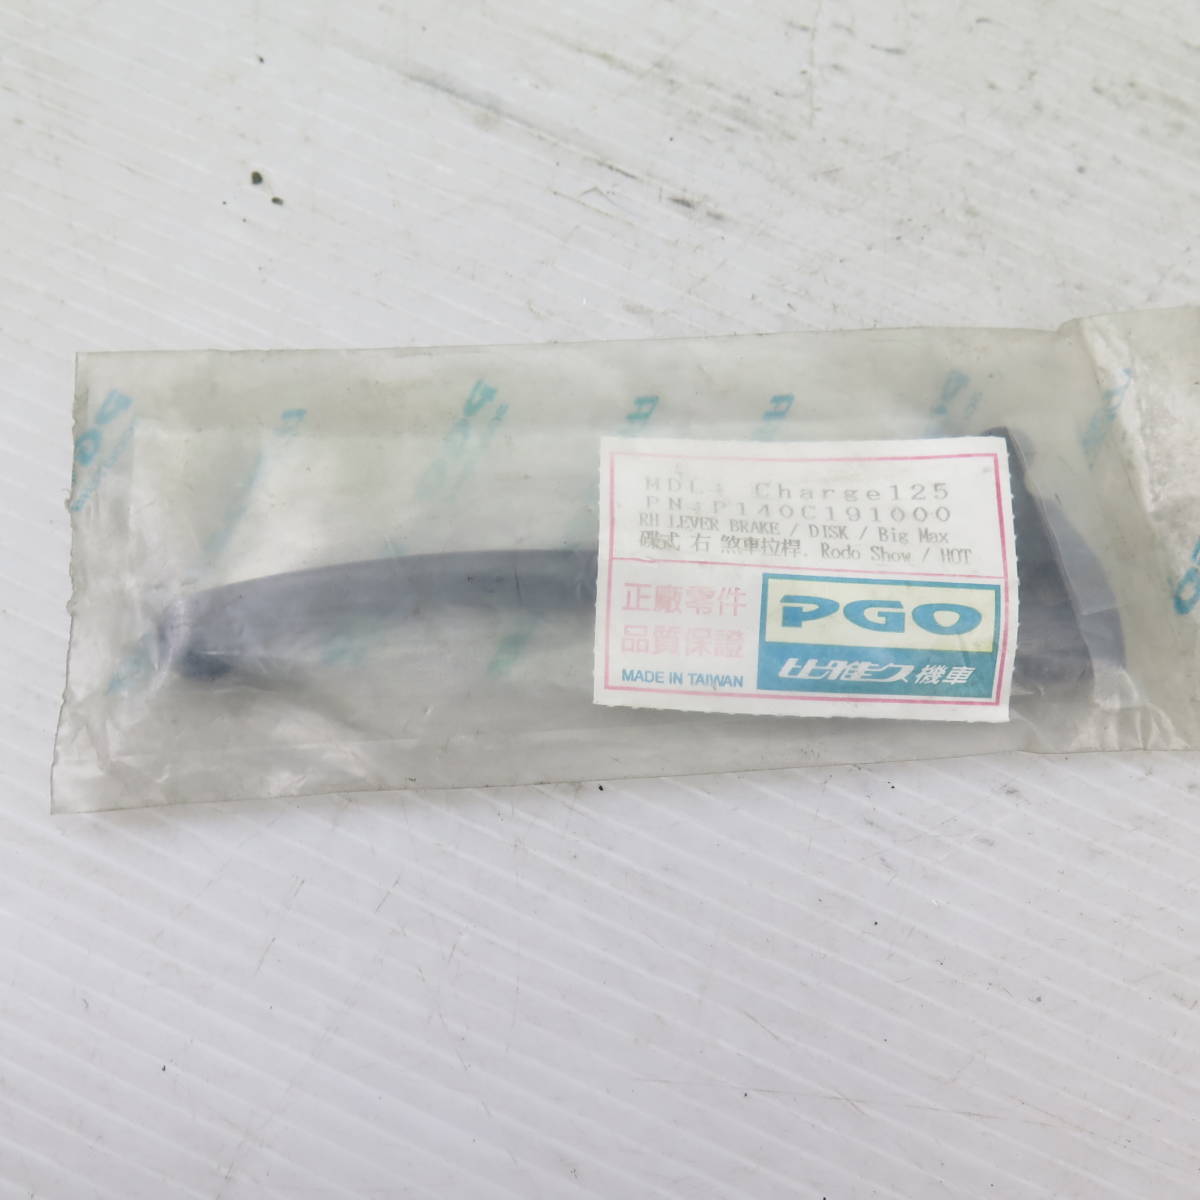 MDL: Charge125
PN:P140C191000
RH LEVER BRAKE / DISK / Big Max
碟式 右 煞車拉桿. Rodo Show / HOT
正廠零件
品質保證
MADE IN TAIWAN
PGO
比雅久機車